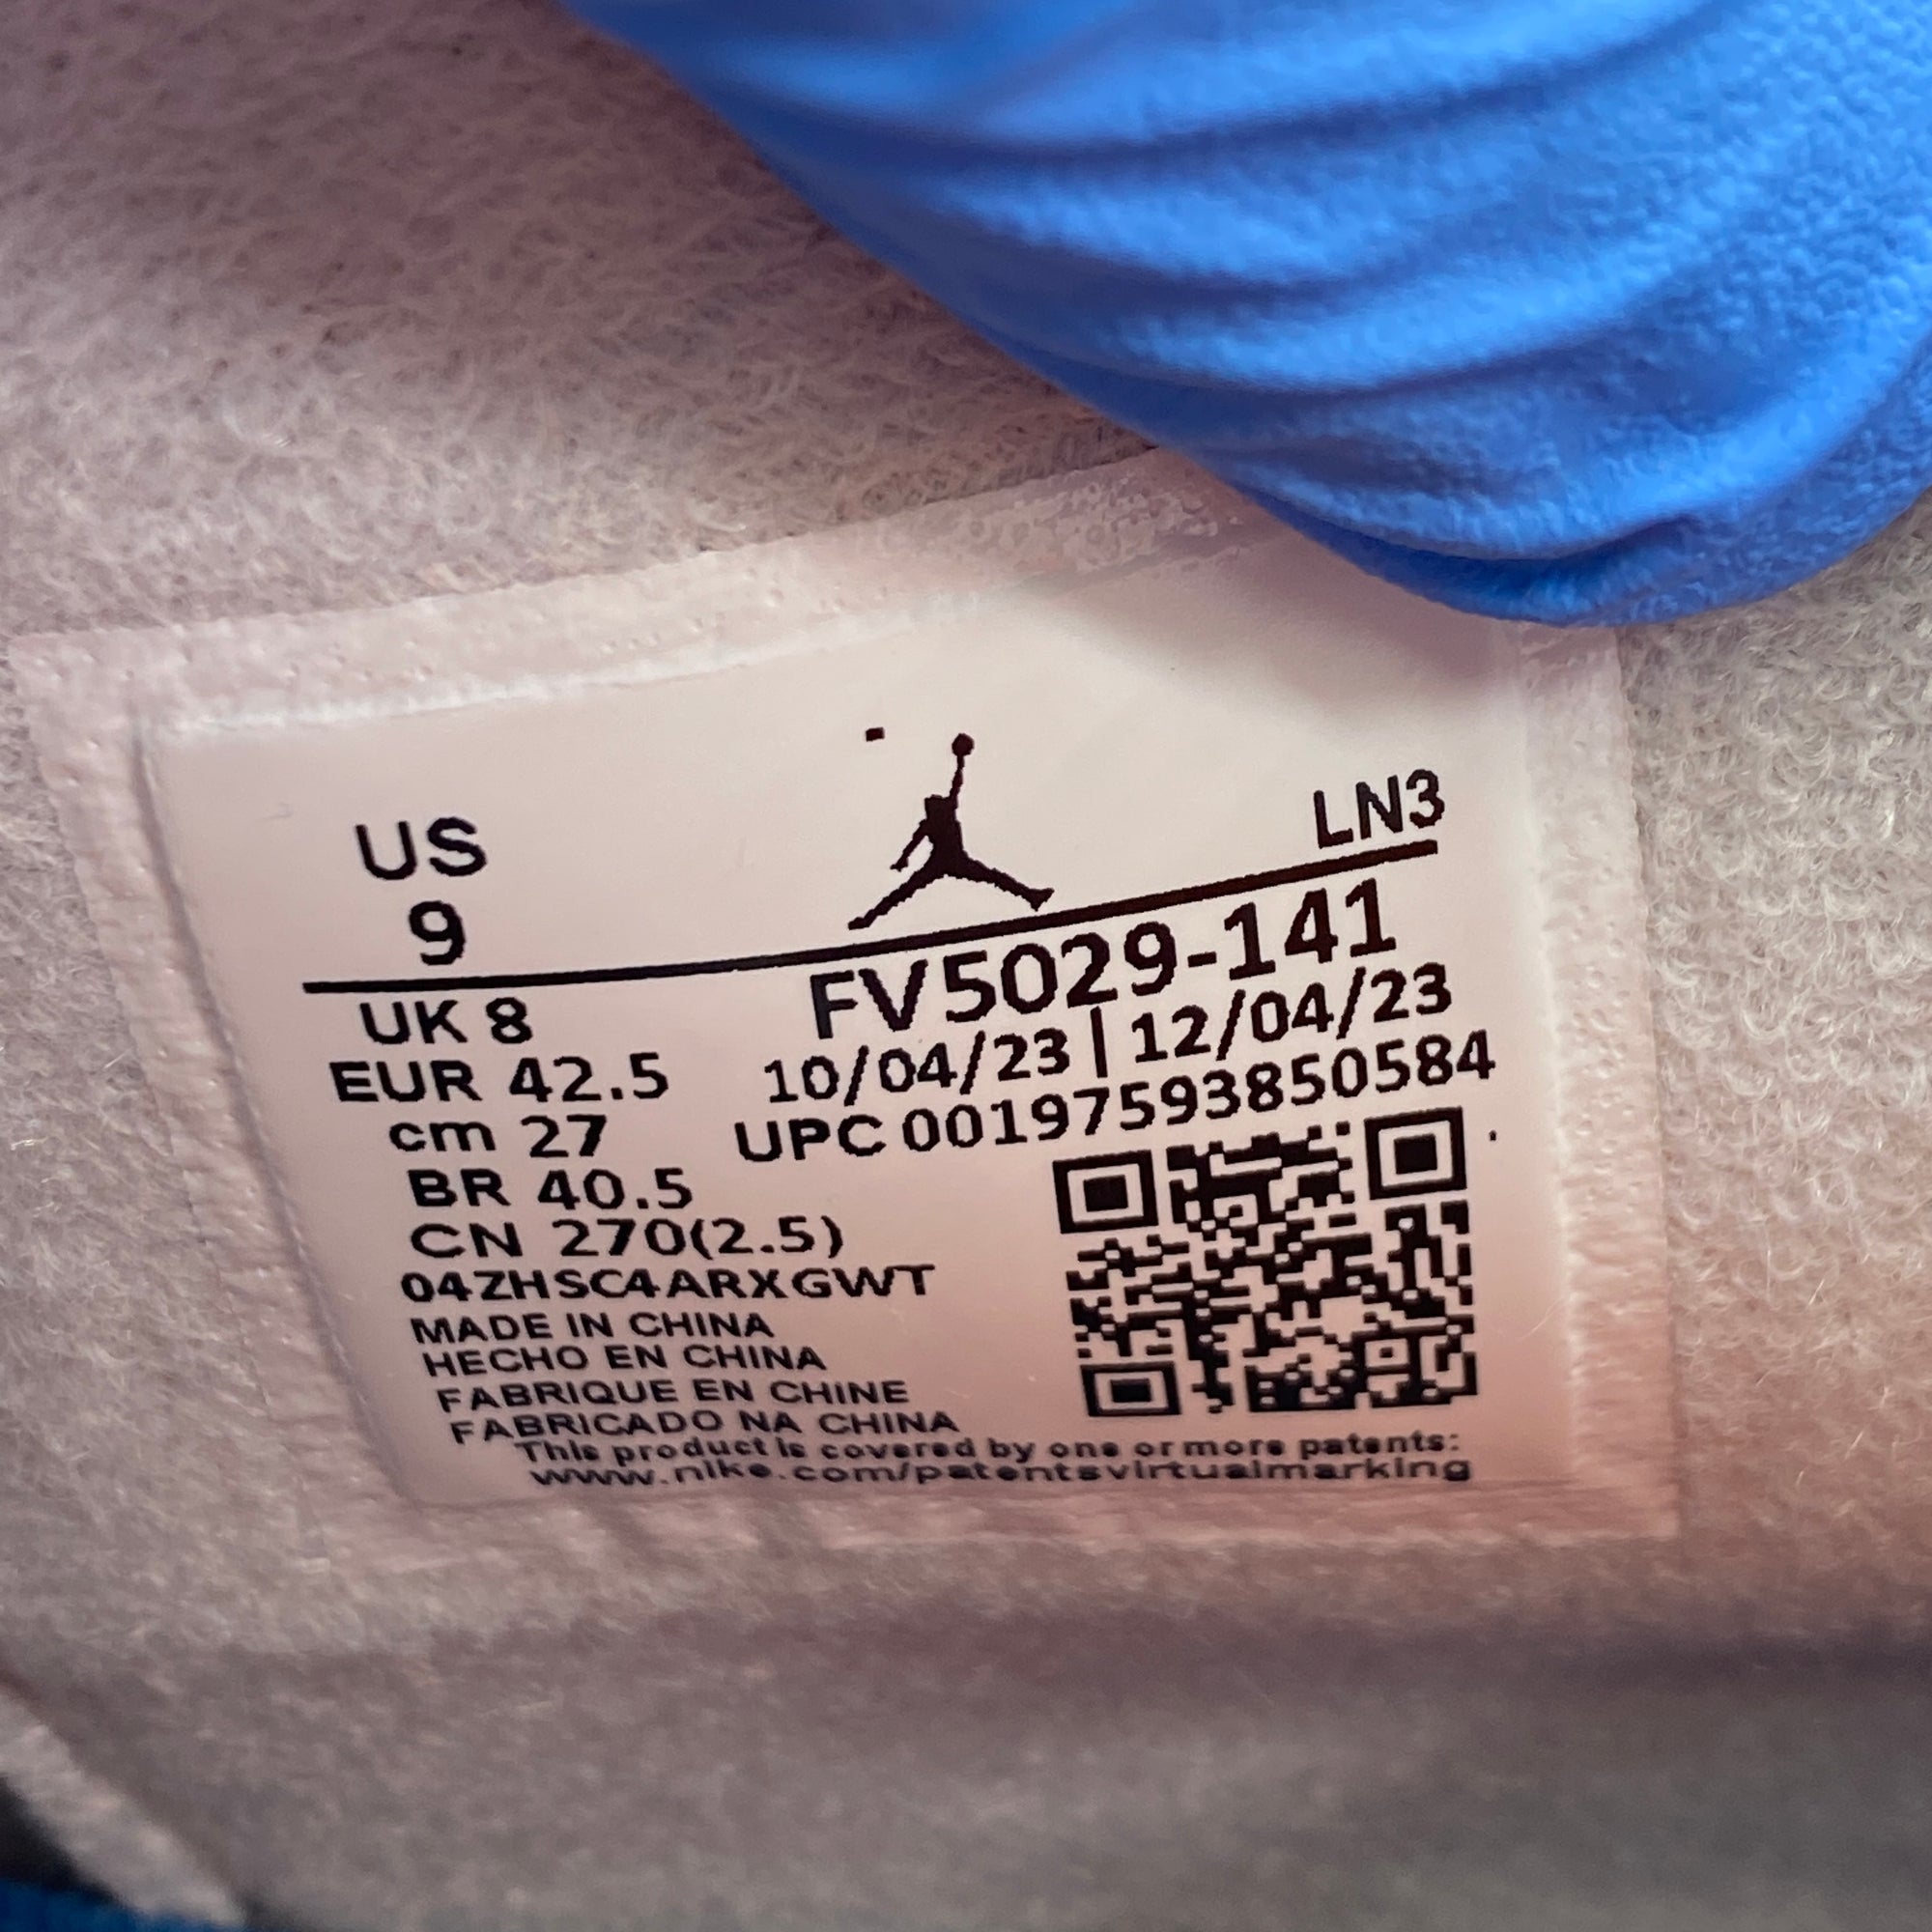 US
9
LN3
FV5029-141
10/04/23 | 12/04/23
UPC 00197593850584
UK 8
EUR 42.5
cm 27
BR 40.5
CN 270(2.5)
04ZHSC4ARXGWT
MADE IN CHINA
HECHO EN CHINA
FABRIQUE EN CHINE
FABRICADO NA CHINA
This product is covered by one or more patents:
www.nike.com/patentsvirtualmarking